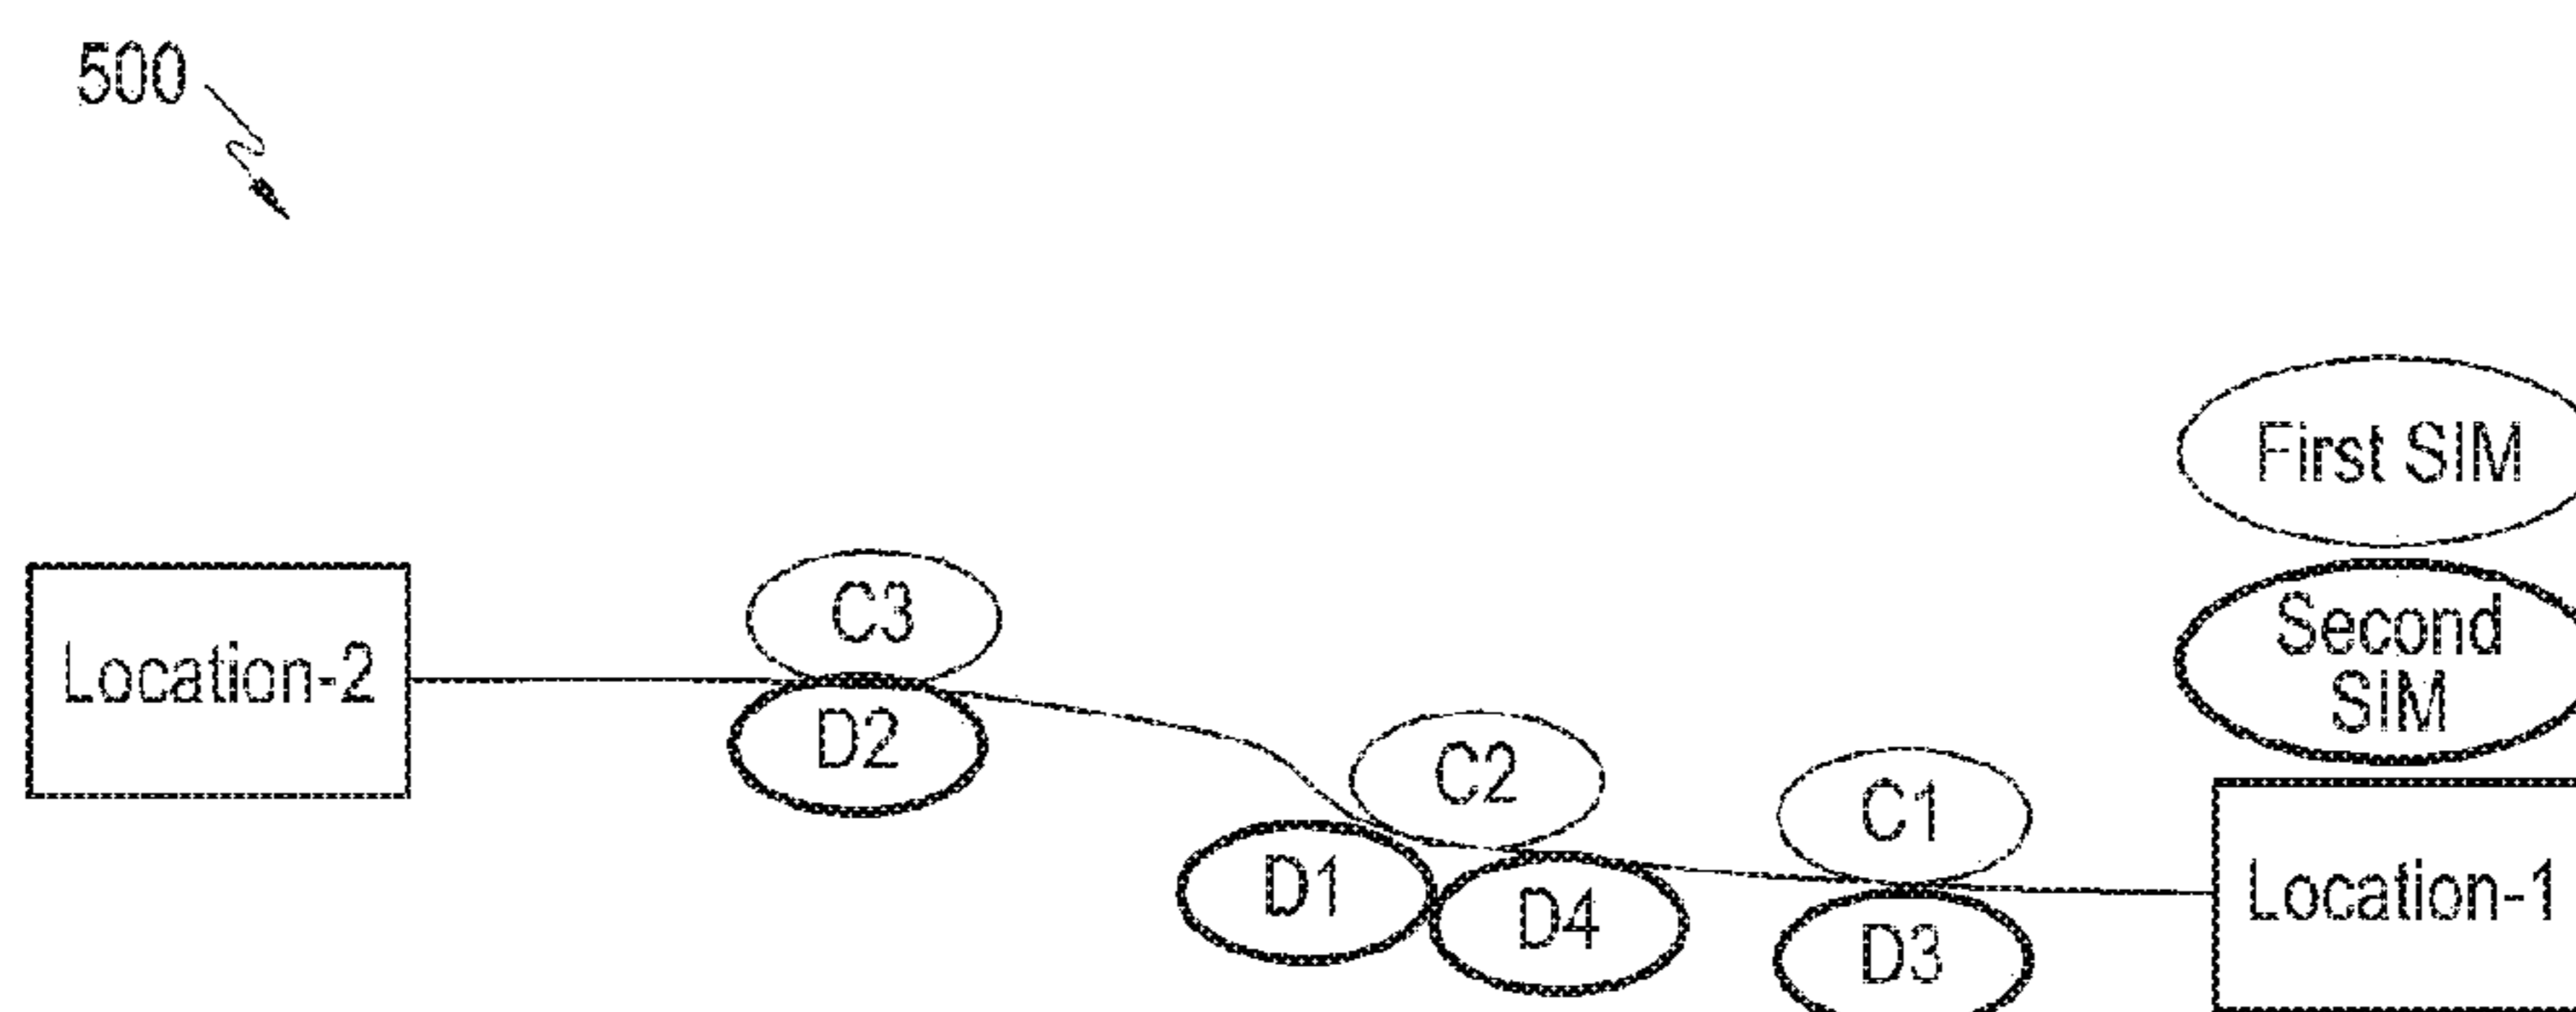 500
First SIM
Second
SIM
C3
Location-2
D2
C2
C1
D1
D4
D3
Location-1